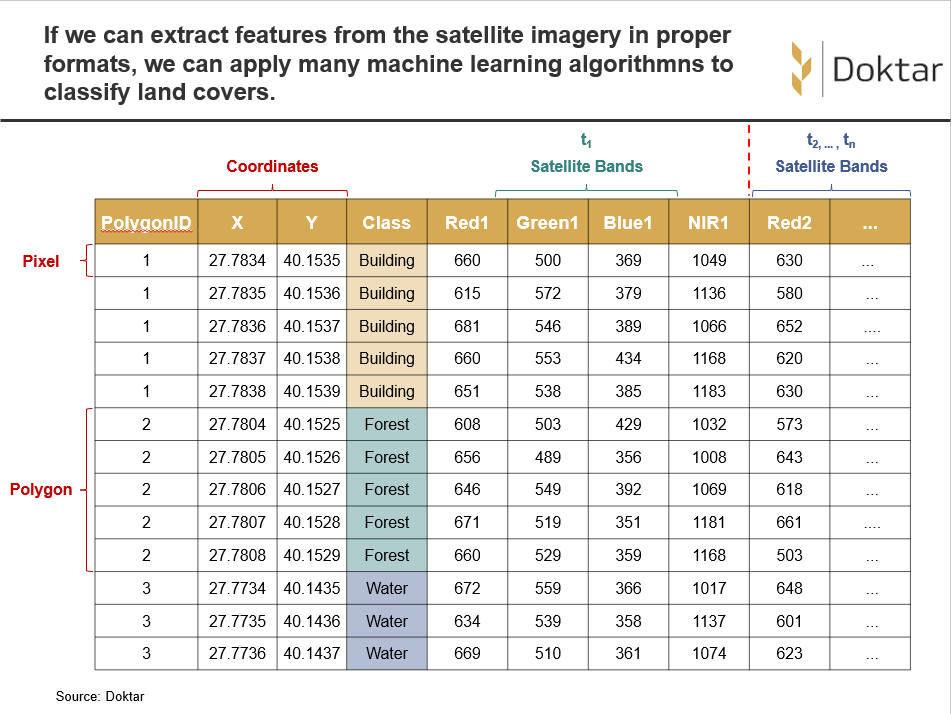 If we can extract features from the satellite imagery in proper
formats, we can apply many machine learning algorithmns to
classify land covers.
Doktar
t1
t2, ... , tn
Coordinates
Satellite Bands
Satellite Bands
PolygonID X Y Class Red1 Green1 Blue1 NIR1 Red2 ...
Pixel
1 27.7834 40.1535 Building 660 500 369 1049 630 ...
1 27.7835 40.1536 Building 615 572 379 1136 580 ...
1 27.7836 40.1537 Building 681 546 389 1066 652 ....
1 27.7837 40.1538 Building 660 553 434 1168 620 ...
1 27.7838 40.1539 Building 651 538 385 1183 630 ...
2 27.7804 40.1525 Forest 608 503 429 1032 573 ...
2 27.7805 40.1526 Forest 656 489 356 1008 643 ...
Polygon
2 27.7806 40.1527 Forest 646 549 392 1069 618 ...
2 27.7807 40.1528 Forest 671 519 351 1181 661 ....
2 27.7808 40.1529 Forest 660 529 359 1168 503 ...
3 27.7734 40.1435 Water 672 559 366 1017 648 ...
3 27.7735 40.1436 Water 634 539 358 1137 601 ...
3 27.7736 40.1437 Water 669 510 361 1074 623 ...
Source: Doktar